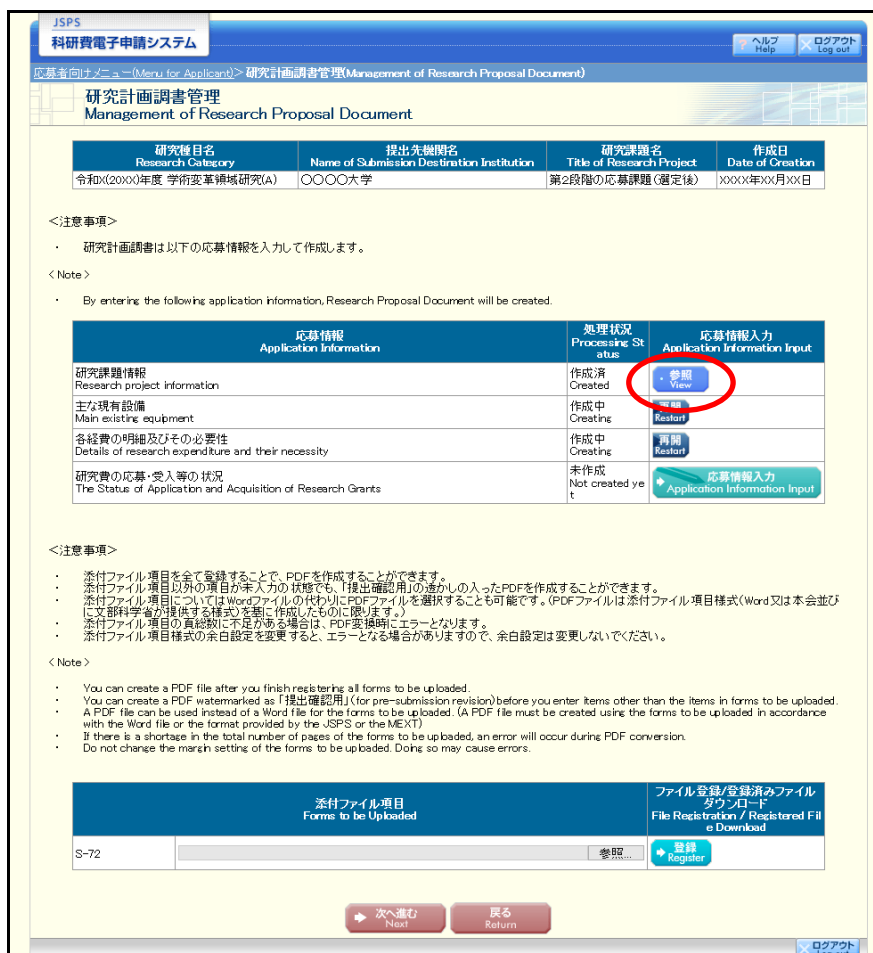 JSPS
科研費電子申請システム
ヘルプ
Help
ログアウト
Log out
応募者向けメニュー(Menu for Applicant)>研究計画調書管理(Management of Research Proposal Document)
研究計画調書管理
Management of Research Proposal Document
研究種目名
Research Category
提出先機関名
Name of Submission Destination Institution
研究課題名
Title of Research Project
作成日
Date of Creation
令和X(20XX)年度 学術変革領域研究(A)
〇〇〇〇大学
第2段階の応募課題(選定後)
XXXX年XX月XX日
<注意事項>
・ 研究計画調書は以下の応募情報を入力して作成します。
<Note>
・ By entering the following application information, Research Proposal Document will be created.
応募情報
Application Information
処理状況
Processing St
atus
応募情報入力
Application Information Input
研究課題情報
Research project information
作成済
Created
参照
View
主な現有設備
Main existing equipment
作成中
Creating
再開
Restart
各経費の明細及びその必要性
Details of research expenditure and their necessity
作成中
Creating
再開
Restart
研究費の応募・受入等の状況
The Status of Application and Acquisition of Research Grants
未作成
Not created ye
t
応募情報入力
Application Information Input
<注意事項>
・ 添付ファイル項目を全て登録することで、PDFを作成することができます。
・ 添付ファイル項目以外の項目が未入力の状態でも、「提出確認用」の透かしの入ったPDFを作成することができます。
・ 添付ファイル項目についてはWordファイルの代わりにPDFファイルを選択することも可能です。(PDFファイルは添付ファイル項目様式(Word又は本会並び
に文部科学省が提供する様式)を基に作成したものに限ります。)
・ 添付ファイル項目の頁総数に不足がある場合は、PDF変換時にエラーとなります。
・ 添付ファイル項目様式の余白設定を変更すると、エラーとなる場合がありますので、余白設定は変更しないでください。
<Note>
・ You can create a PDF file after you finish registering all forms to be uploaded.
・ You can create a PDF watermarked as「提出確認用」(for pre-submission revision)before you enter items other than the items in forms to be uploaded.
・ A PDF file can be used instead of a Word file for the forms to be uploaded. (A PDF file must be created using the forms to be uploaded in accordance
with the Word file or the format provided by the JSPS or the MEXT)
・ If there is a shortage in the total number of pages of the forms to be uploaded, an error will occur during PDF conversion.
・ Do not change the margin setting of the forms to be uploaded. Doing so may cause errors.
添付ファイル項目
Forms to be Uploaded
ファイル登録/登録済みファイル
ダウンロード
File Registration / Registered Fil
e Download
S-72
参照...
登録
Register
次へ進む
Next
戻る
Return
ログアウト